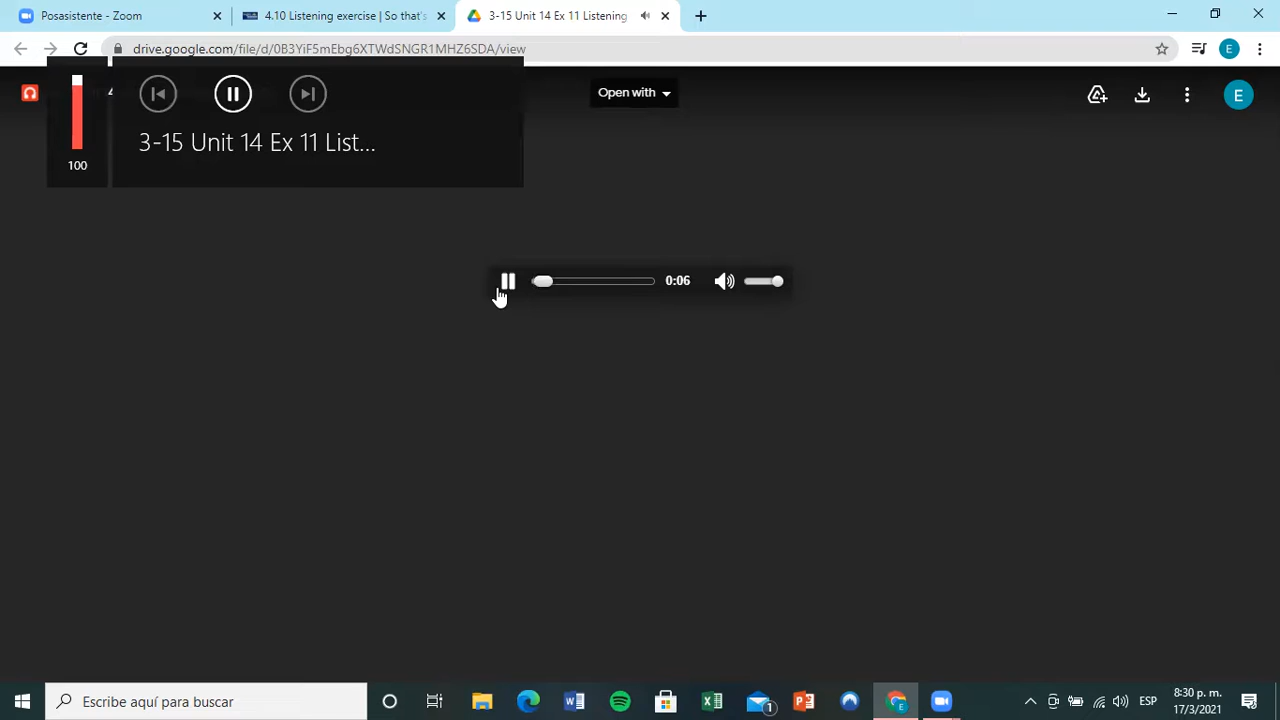 Posasistente - Zoom
4.10 Listening exercise | So that's
3-15 Unit 14 Ex 11 Listening
drive.google.com/file/d/0B3YiF5mEbg6XTWdSNGR1MHZ6SDA/view
E
Open with
E
3-15 Unit 14 Ex 11 List...
100
0:06
Escribe aquí para buscar
1
E
ESP
8:30 p. m.
17/3/2021